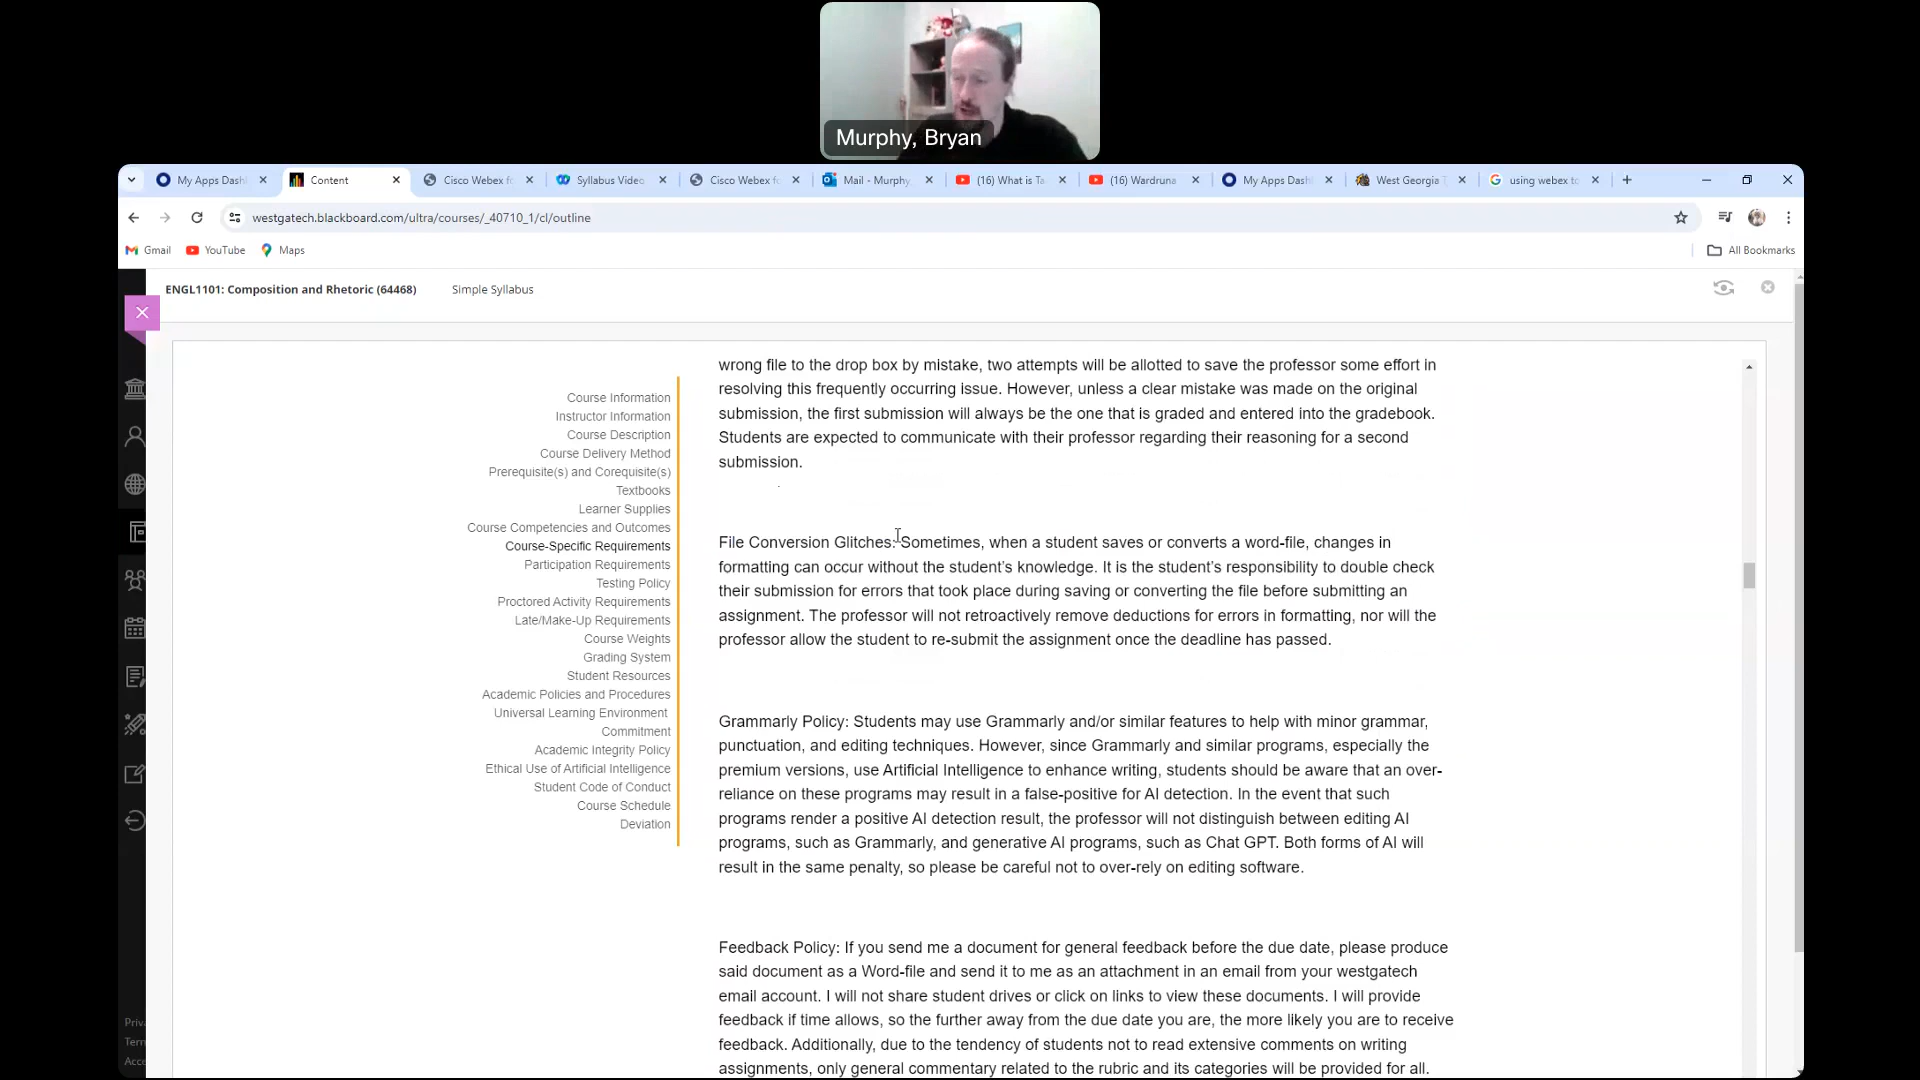 Murphy, Bryan
My Apps Dash
Content
Cisco Webex fo
Syllabus Video
Cisco Webex fo
Mail - Murphy,
(16) What is Ta
(16) Wardruna
My Apps Dash
West Georgia T
using webex to
westgatech.blackboard.com/ultra/courses/_40710_1/cl/outline
Gmail
YouTube
Maps
All Bookmarks
ENGL1101: Composition and Rhetoric (64468)
Simple Syllabus
Course Information
Instructor Information
Course Description
Course Delivery Method
Prerequisite(s) and Corequisite(s)
Textbooks
Learner Supplies
Course Competencies and Outcomes
Course-Specific Requirements
Participation Requirements
Testing Policy
Proctored Activity Requirements
Late/Make-Up Requirements
Course Weights
Grading System
Student Resources
Academic Policies and Procedures
Universal Learning Environment
Commitment
Academic Integrity Policy
Ethical Use of Artificial Intelligence
Student Code of Conduct
Course Schedule
Deviation
wrong file to the drop box by mistake, two attempts will be allotted to save the professor some effort in
resolving this frequently occurring issue. However, unless a clear mistake was made on the original
submission, the first submission will always be the one that is graded and entered into the gradebook.
Students are expected to communicate with their professor regarding their reasoning for a second
submission.
File Conversion Glitches: Sometimes, when a student saves or converts a word-file, changes in
formatting can occur without the student's knowledge. It is the student's responsibility to double check
their submission for errors that took place during saving or converting the file before submitting an
assignment. The professor will not retroactively remove deductions for errors in formatting, nor will the
professor allow the student to re-submit the assignment once the deadline has passed.
Grammarly Policy: Students may use Grammarly and/or similar features to help with minor grammar,
punctuation, and editing techniques. However, since Grammarly and similar programs, especially the
premium versions, use Artificial Intelligence to enhance writing, students should be aware that an over-
reliance on these programs may result in a false-positive for AI detection. In the event that such
programs render a positive AI detection result, the professor will not distinguish between editing AI
programs, such as Grammarly, and generative AI programs, such as Chat GPT. Both forms of AI will
result in the same penalty, so please be careful not to over-rely on editing software.
Feedback Policy: If you send me a document for general feedback before the due date, please produce
said document as a Word-file and send it to me as an attachment in an email from your westgatech
email account. I will not share student drives or click on links to view these documents. I will provide
feedback if time allows, so the further away from the due date you are, the more likely you are to receive
feedback. Additionally, due to the tendency of students not to read extensive comments on writing
assignments, only general commentary related to the rubric and its categories will be provided for all.
Priva
Term
Acce